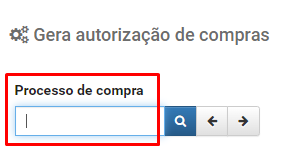 Gera autorização de compras
Processo de compra